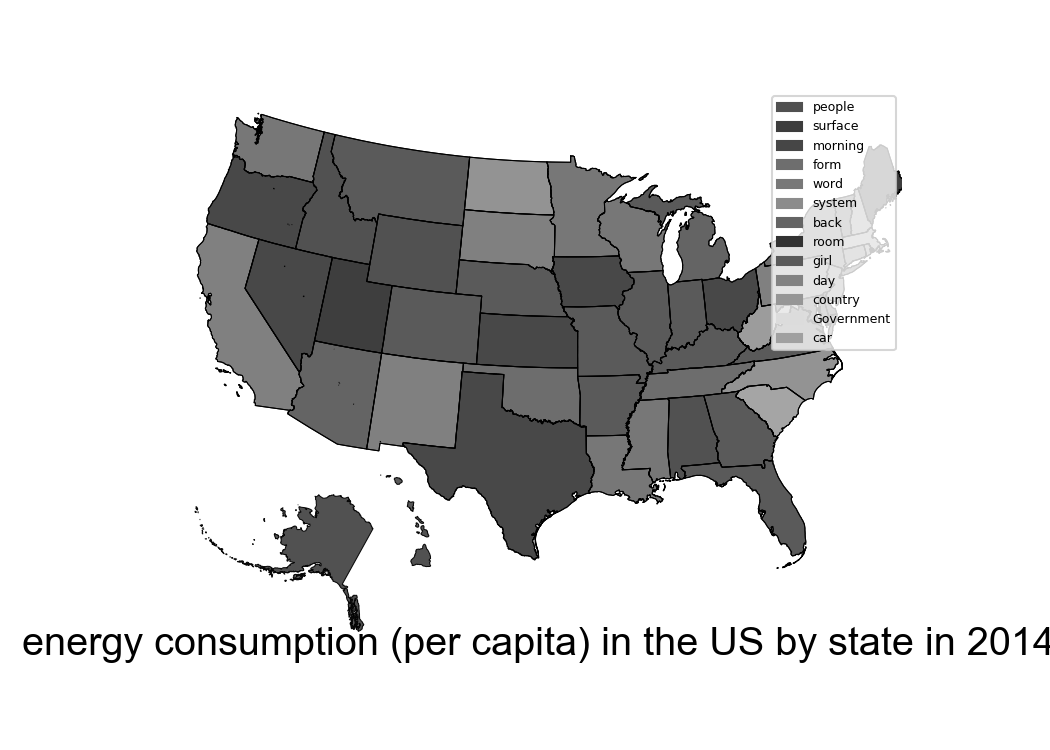 people
surface
morning
form
word
system
back
room
girl
day
country
Government
car
energy consumption (per capita) in the US by state in 2014